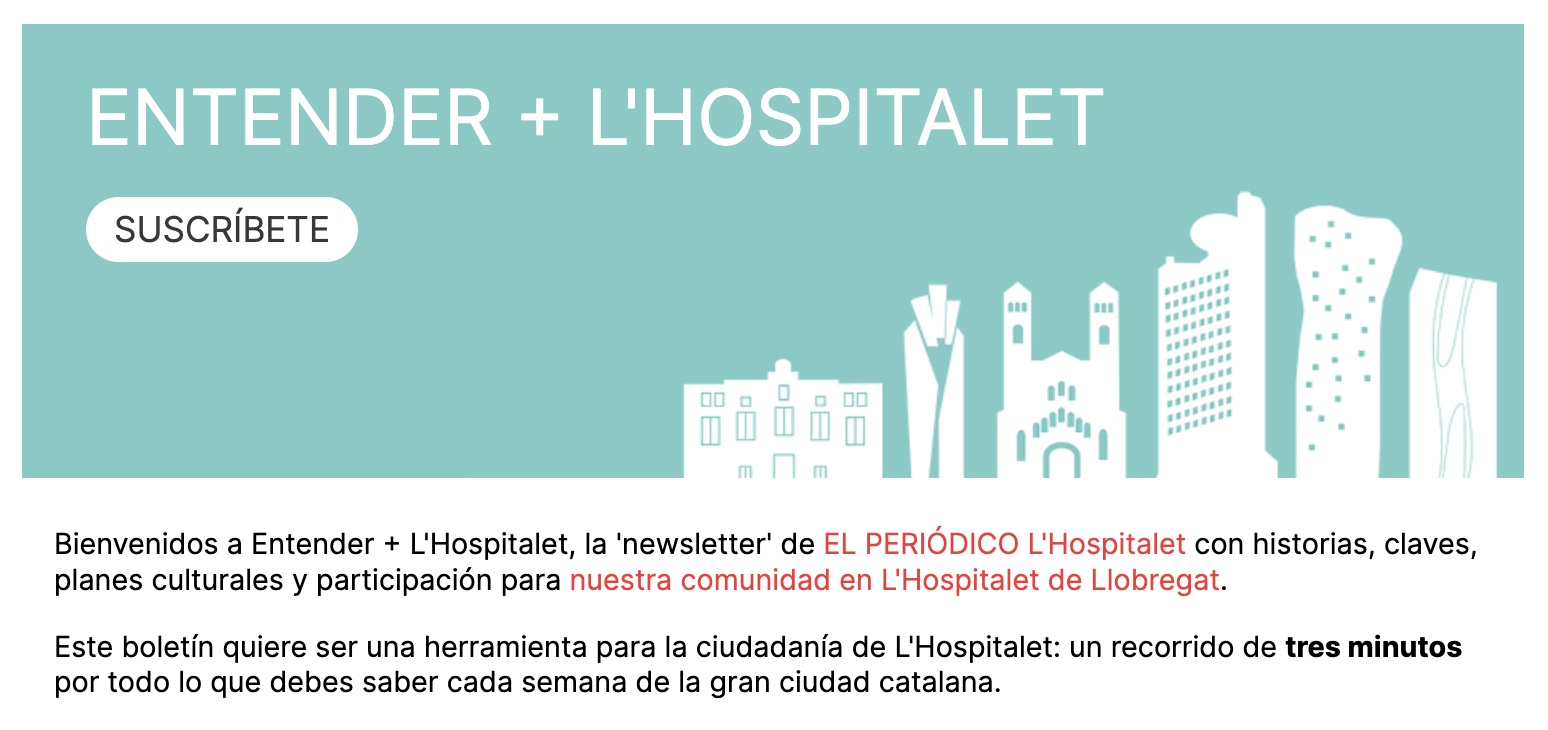 ENTENDER + L'HOSPITALET
SUSCRÍBETE
Bienvenidos a Entender + L'Hospitalet, la 'newsletter' de EL PERIÓDICO L'Hospitalet con historias, claves,
planes culturales y participación para nuestra comunidad en L'Hospitalet de Llobregat.
Este boletín quiere ser una herramienta para la ciudadanía de L'Hospitalet: un recorrido de tres minutos
por todo lo que debes saber cada semana de la gran ciudad catalana.